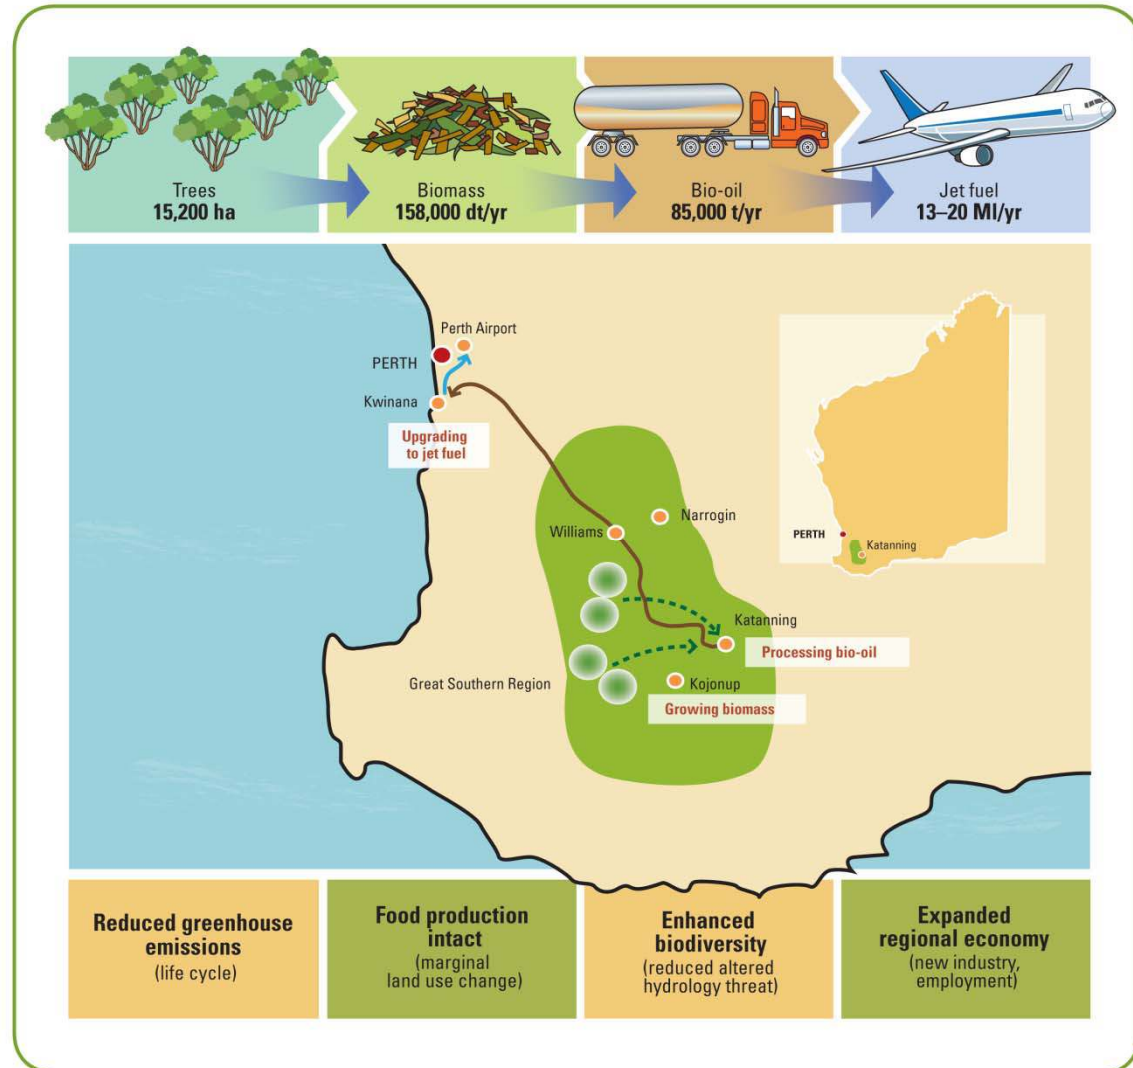 Trees
15,200 ha
Biomass
158,000 dt/yr
Bio-oil
85,000 t/yr
Jet fuel
13–20 Ml/yr
Perth Airport
PERTH
Kwinana
Upgrading
to jet fuel
Narrogin
Williams
PERTH
Katanning
Katanning
Processing bio-oil
Great Southern Region
Kojonup
Growing biomass
Reduced greenhouse
emissions
(life cycle)
Food production
intact
(marginal
land use change)
Enhanced
biodiversity
(reduced altered
hydrology threat)
Expanded
regional economy
(new industry,
employment)